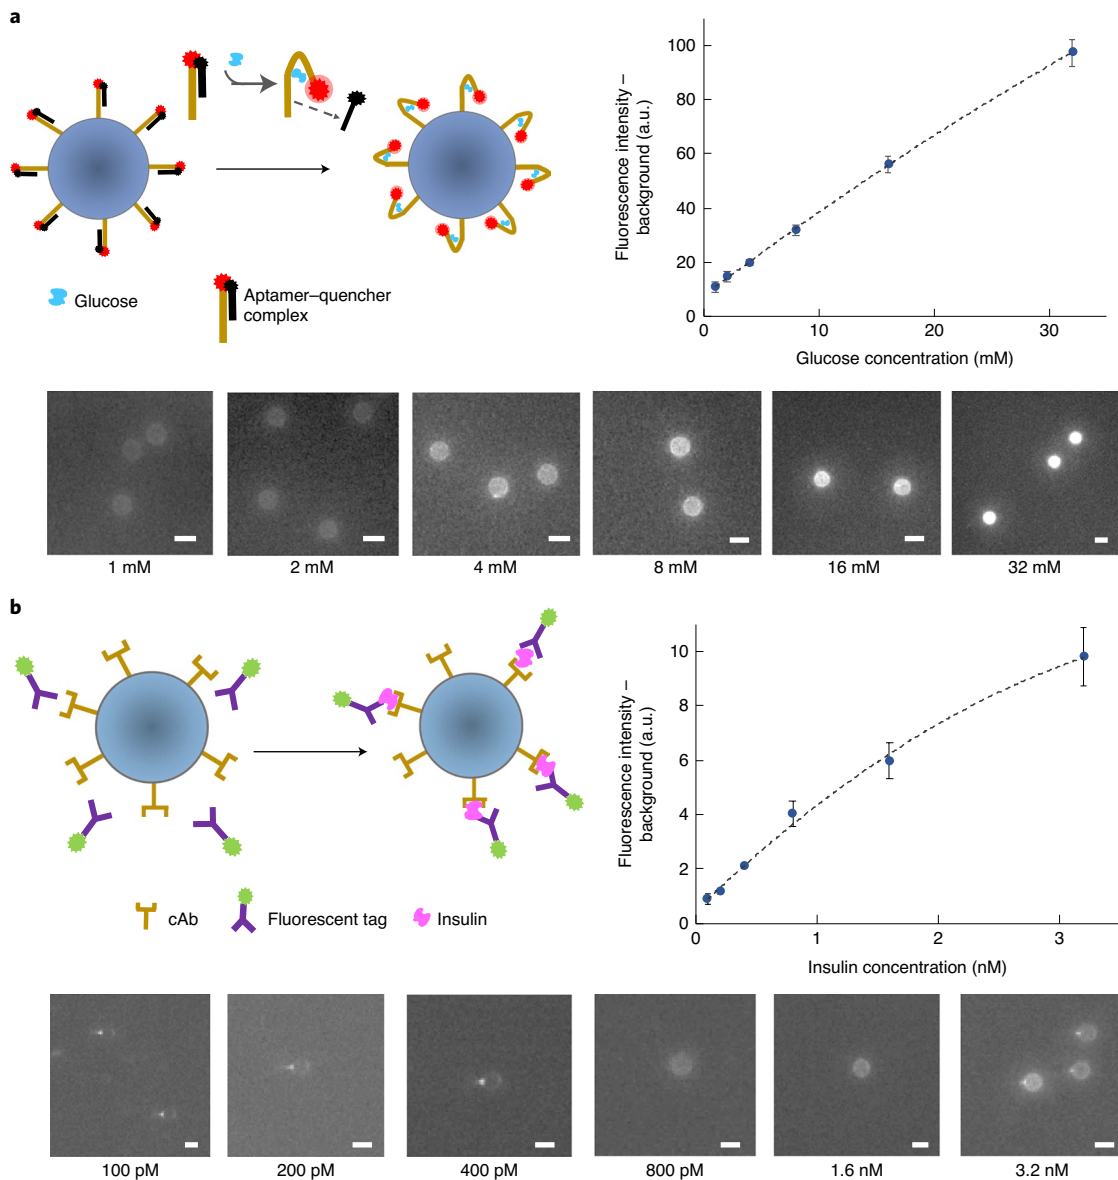 a
Glucose
Aptamer–quencher
complex
Fluorescence intensity –
background (a.u.)
100
80
60
40
20
0
0
10
20
30
Glucose concentration (mM)
1 mM
2 mM
4 mM
8 mM
16 mM
32 mM
b
cAb
Fluorescent tag
Insulin
Fluorescence intensity –
background (a.u.)
10
8
6
4
2
0
0
1
2
3
Insulin concentration (nM)
100 pM
200 pM
400 pM
800 pM
1.6 nM
3.2 nM